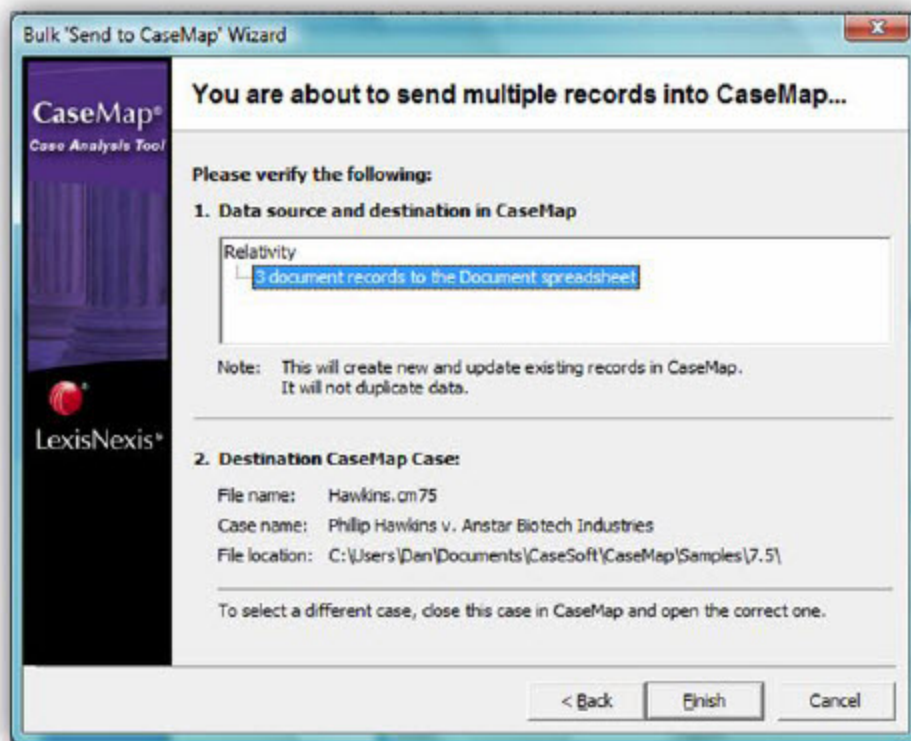 Bulk 'Send to CaseMap' Wizard
x
CaseMap®
Case Analysis Tool
LexisNexis®
You are about to send multiple records into CaseMap...
Please verify the following:
1. Data source and destination in CaseMap
Relativity
3 document records to the Document spreadsheet
Note: This will create new and update existing records in CaseMap.
It will not duplicate data.
2. Destination CaseMap Case:
File name: Hawkins.cm75
Case name: Phillip Hawkins v. Anstar Biotech Industries
File location: C:\Users\Dan\Documents\CaseSoft\CaseMap\Samples\7.5\
To select a different case, close this case in CaseMap and open the correct one.
< Back Finish Cancel